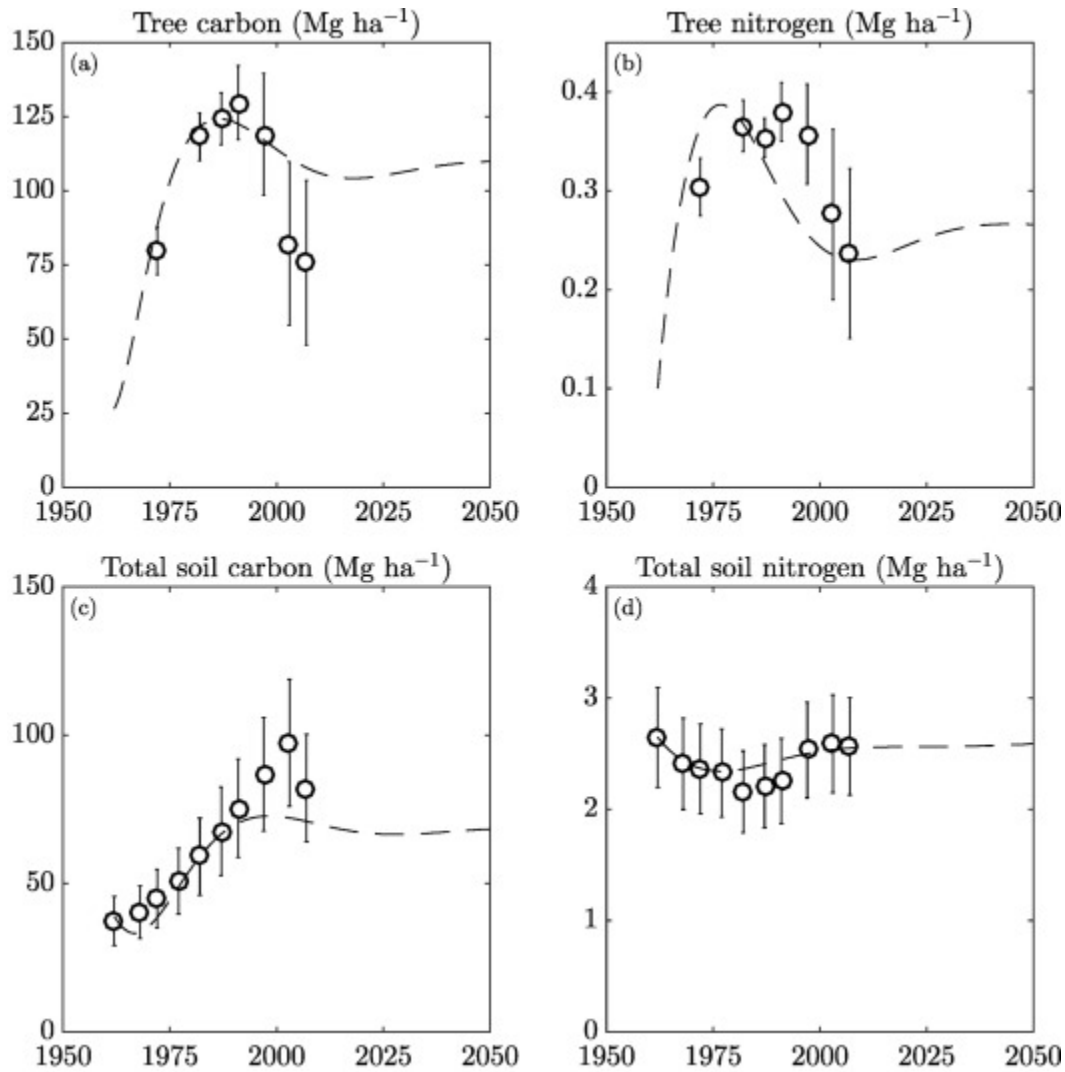 Tree carbon (Mg ha⁻¹)
(a)
150
125
100
75
50
25
0
1950 1975 2000 2025 2050
Tree nitrogen (Mg ha⁻¹)
(b)
0.4
0.3
0.2
0.1
0
1950 1975 2000 2025 2050
Total soil carbon (Mg ha⁻¹)
(c)
150
100
50
0
1950 1975 2000 2025 2050
Total soil nitrogen (Mg ha⁻¹)
(d)
4
3
2
1
0
1950 1975 2000 2025 2050